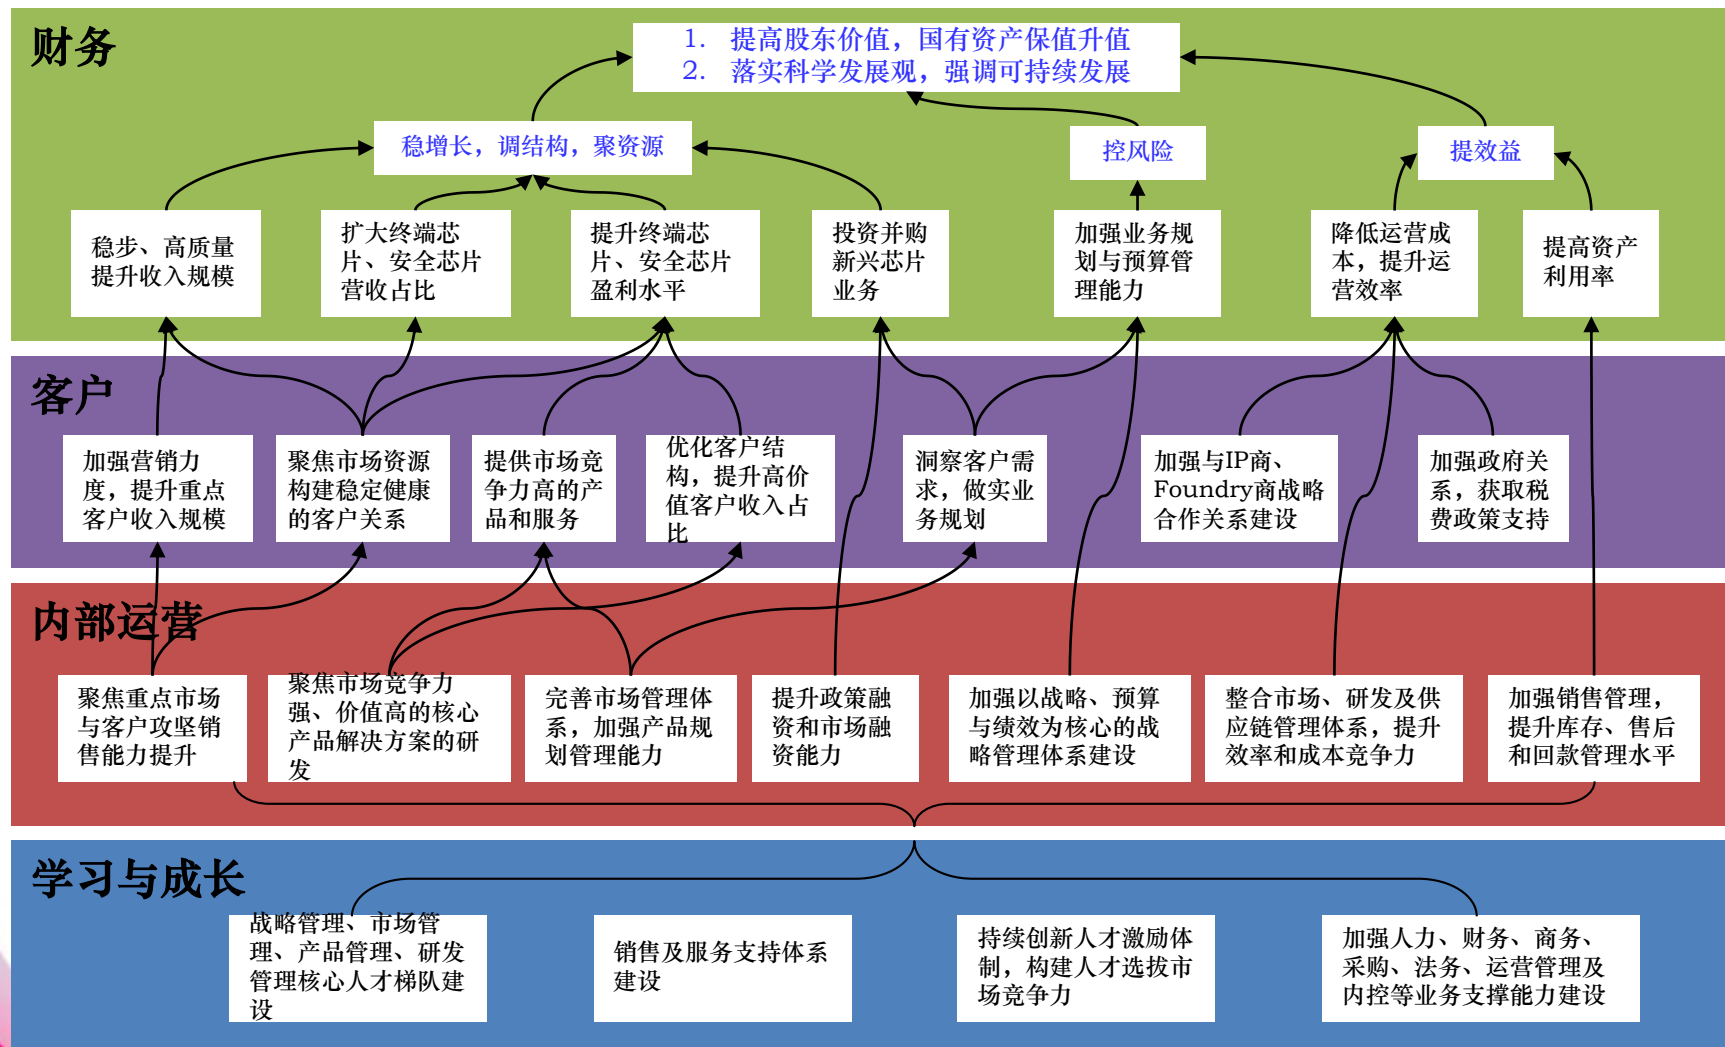 财务
1. 提高股东价值，国有资产保值升值
2. 落实科学发展观，强调可持续发展
稳增长，调结构，聚资源
控风险
提效益
稳步、高质量
提升收入规模
扩大终端芯
片、安全芯片
营收占比
提升终端芯
片、安全芯片
盈利水平
投资并购
新兴芯片
业务
加强业务规
划与预算管
理能力
降低运营成
本，提升运
营效率
提高资产
利用率
客户
加强营销力
度，提升重点
客户收入规模
聚焦市场资源
构建稳定健康
的客户关系
提供市场竞
争力高的产
品和服务
优化客户结
构，提升高价
值客户收入占
比
洞察客户需
求，做实业
务规划
加强与IP商、
Foundry商战略
合作关系建设
加强政府关
系，获取税
费政策支持
内部运营
聚焦重点市场
与客户攻坚销
售能力提升
聚焦市场竞争力
强、价值高的核心
产品解决方案的研
发
完善市场管理体
系，加强产品规
划管理能力
提升政策融
资和市场融
资能力
加强以战略、预算
与绩效为核心的战
略管理体系建设
整合市场、研发及供
应链管理体系，提升
效率和成本竞争力
加强销售管理，
提升库存、售后
和回款管理水平
学习与成长
战略管理、市场管
理、产品管理、研发
管理核心人才梯队建
设
销售及服务支持体系
建设
持续创新人才激励体
制，构建人才选拔市
场竞争力
加强人力、财务、商务、
采购、法务、运营管理及
内控等业务支撑能力建设